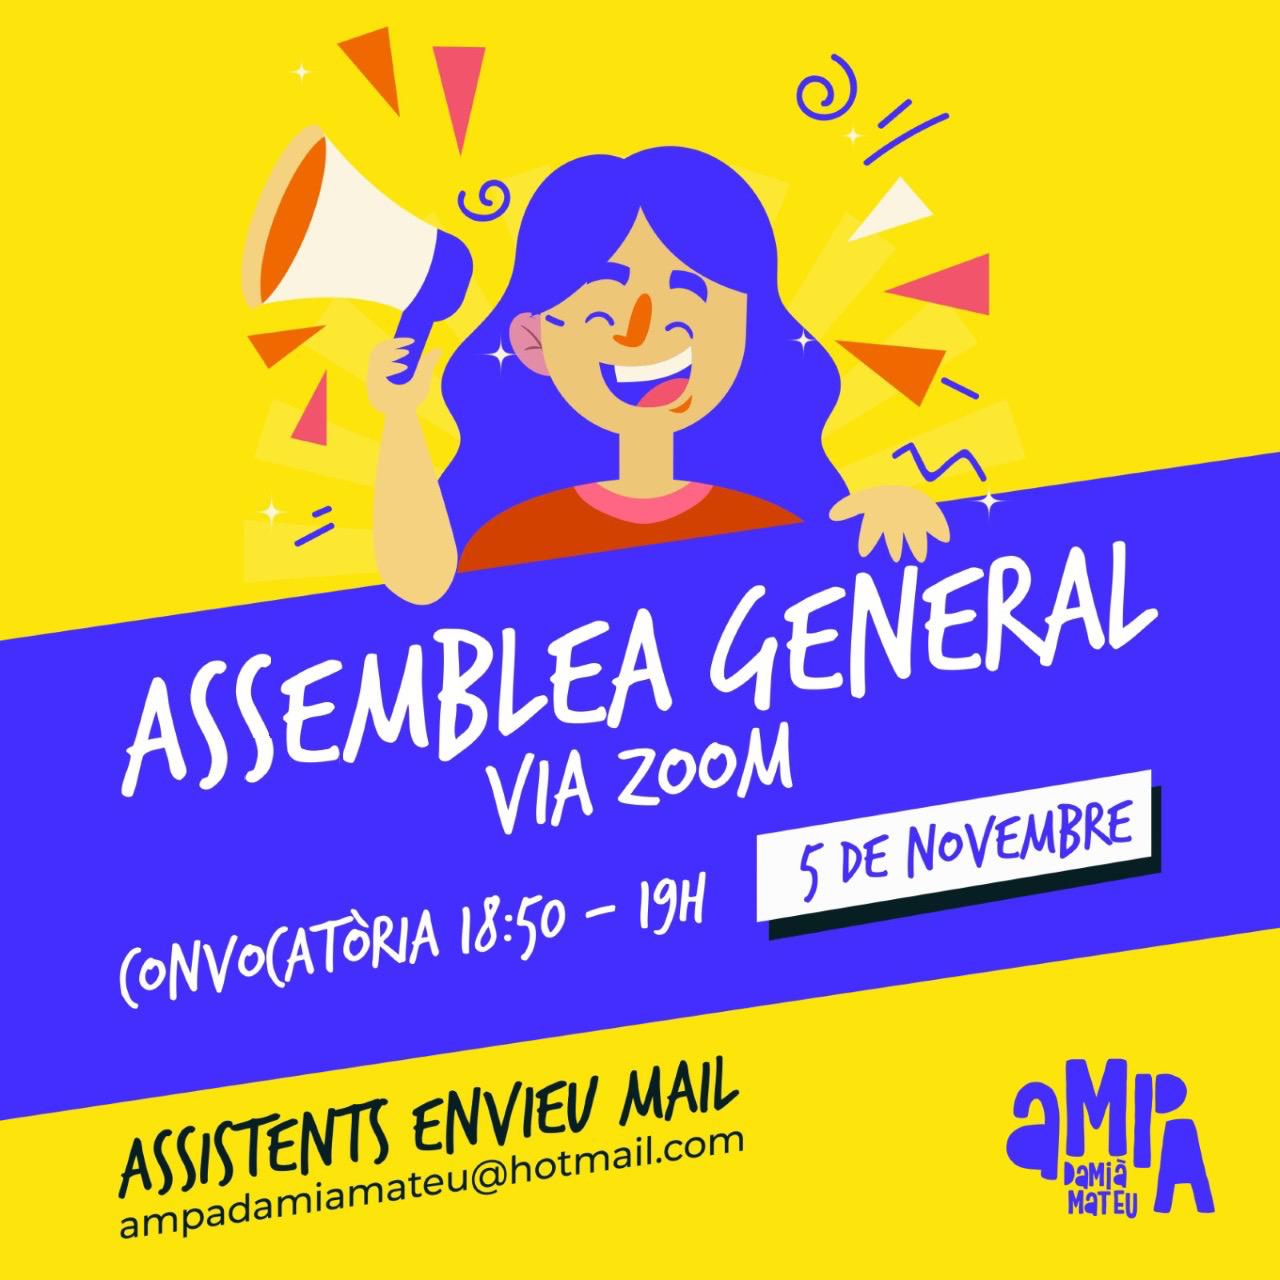 ASSEMBLEA GENERAL
VIA ZOOM
5 DE NOVEMBRE
CONVOCATÒRIA 18:50 - 19H
ASSISTENTS ENVIEU MAIL
ampadamiamateu@hotmail.com
AMPA
DAMIÀ
MATEU